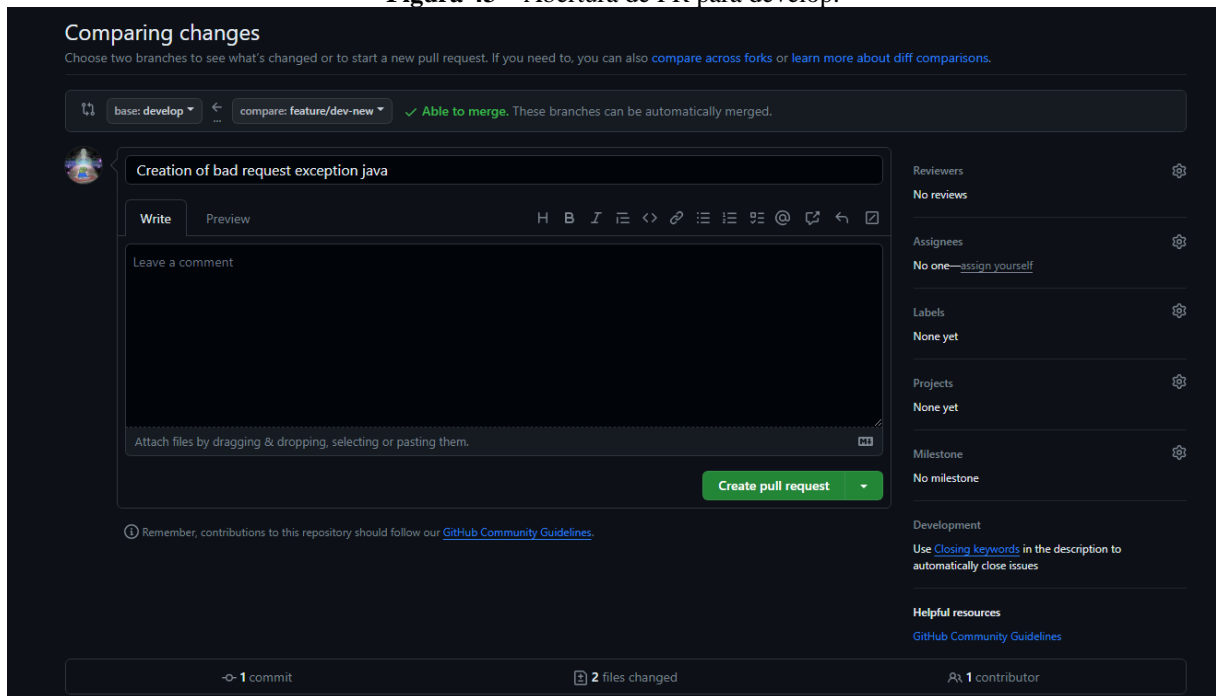 Comparing changes
Choose two branches to see what's changed or to start a new pull request. If you need to, you can also compare across forks or learn more about diff comparisons.
base: develop
...
compare: feature/dev-new
Able to merge. These branches can be automatically merged.
Creation of bad request exception java
Write Preview
H B I
Leave a comment
Attach files by dragging & dropping, selecting or pasting them.
Create pull request
Remember, contributions to this repository should follow our GitHub Community Guidelines.
Reviewers
No reviews
Assignees
No one—assign yourself
Labels
None yet
Projects
None yet
Milestone
No milestone
Development
Use Closing keywords in the description to
automatically close issues
Helpful resources
GitHub Community Guidelines
1 commit
2 files changed
1 contributor